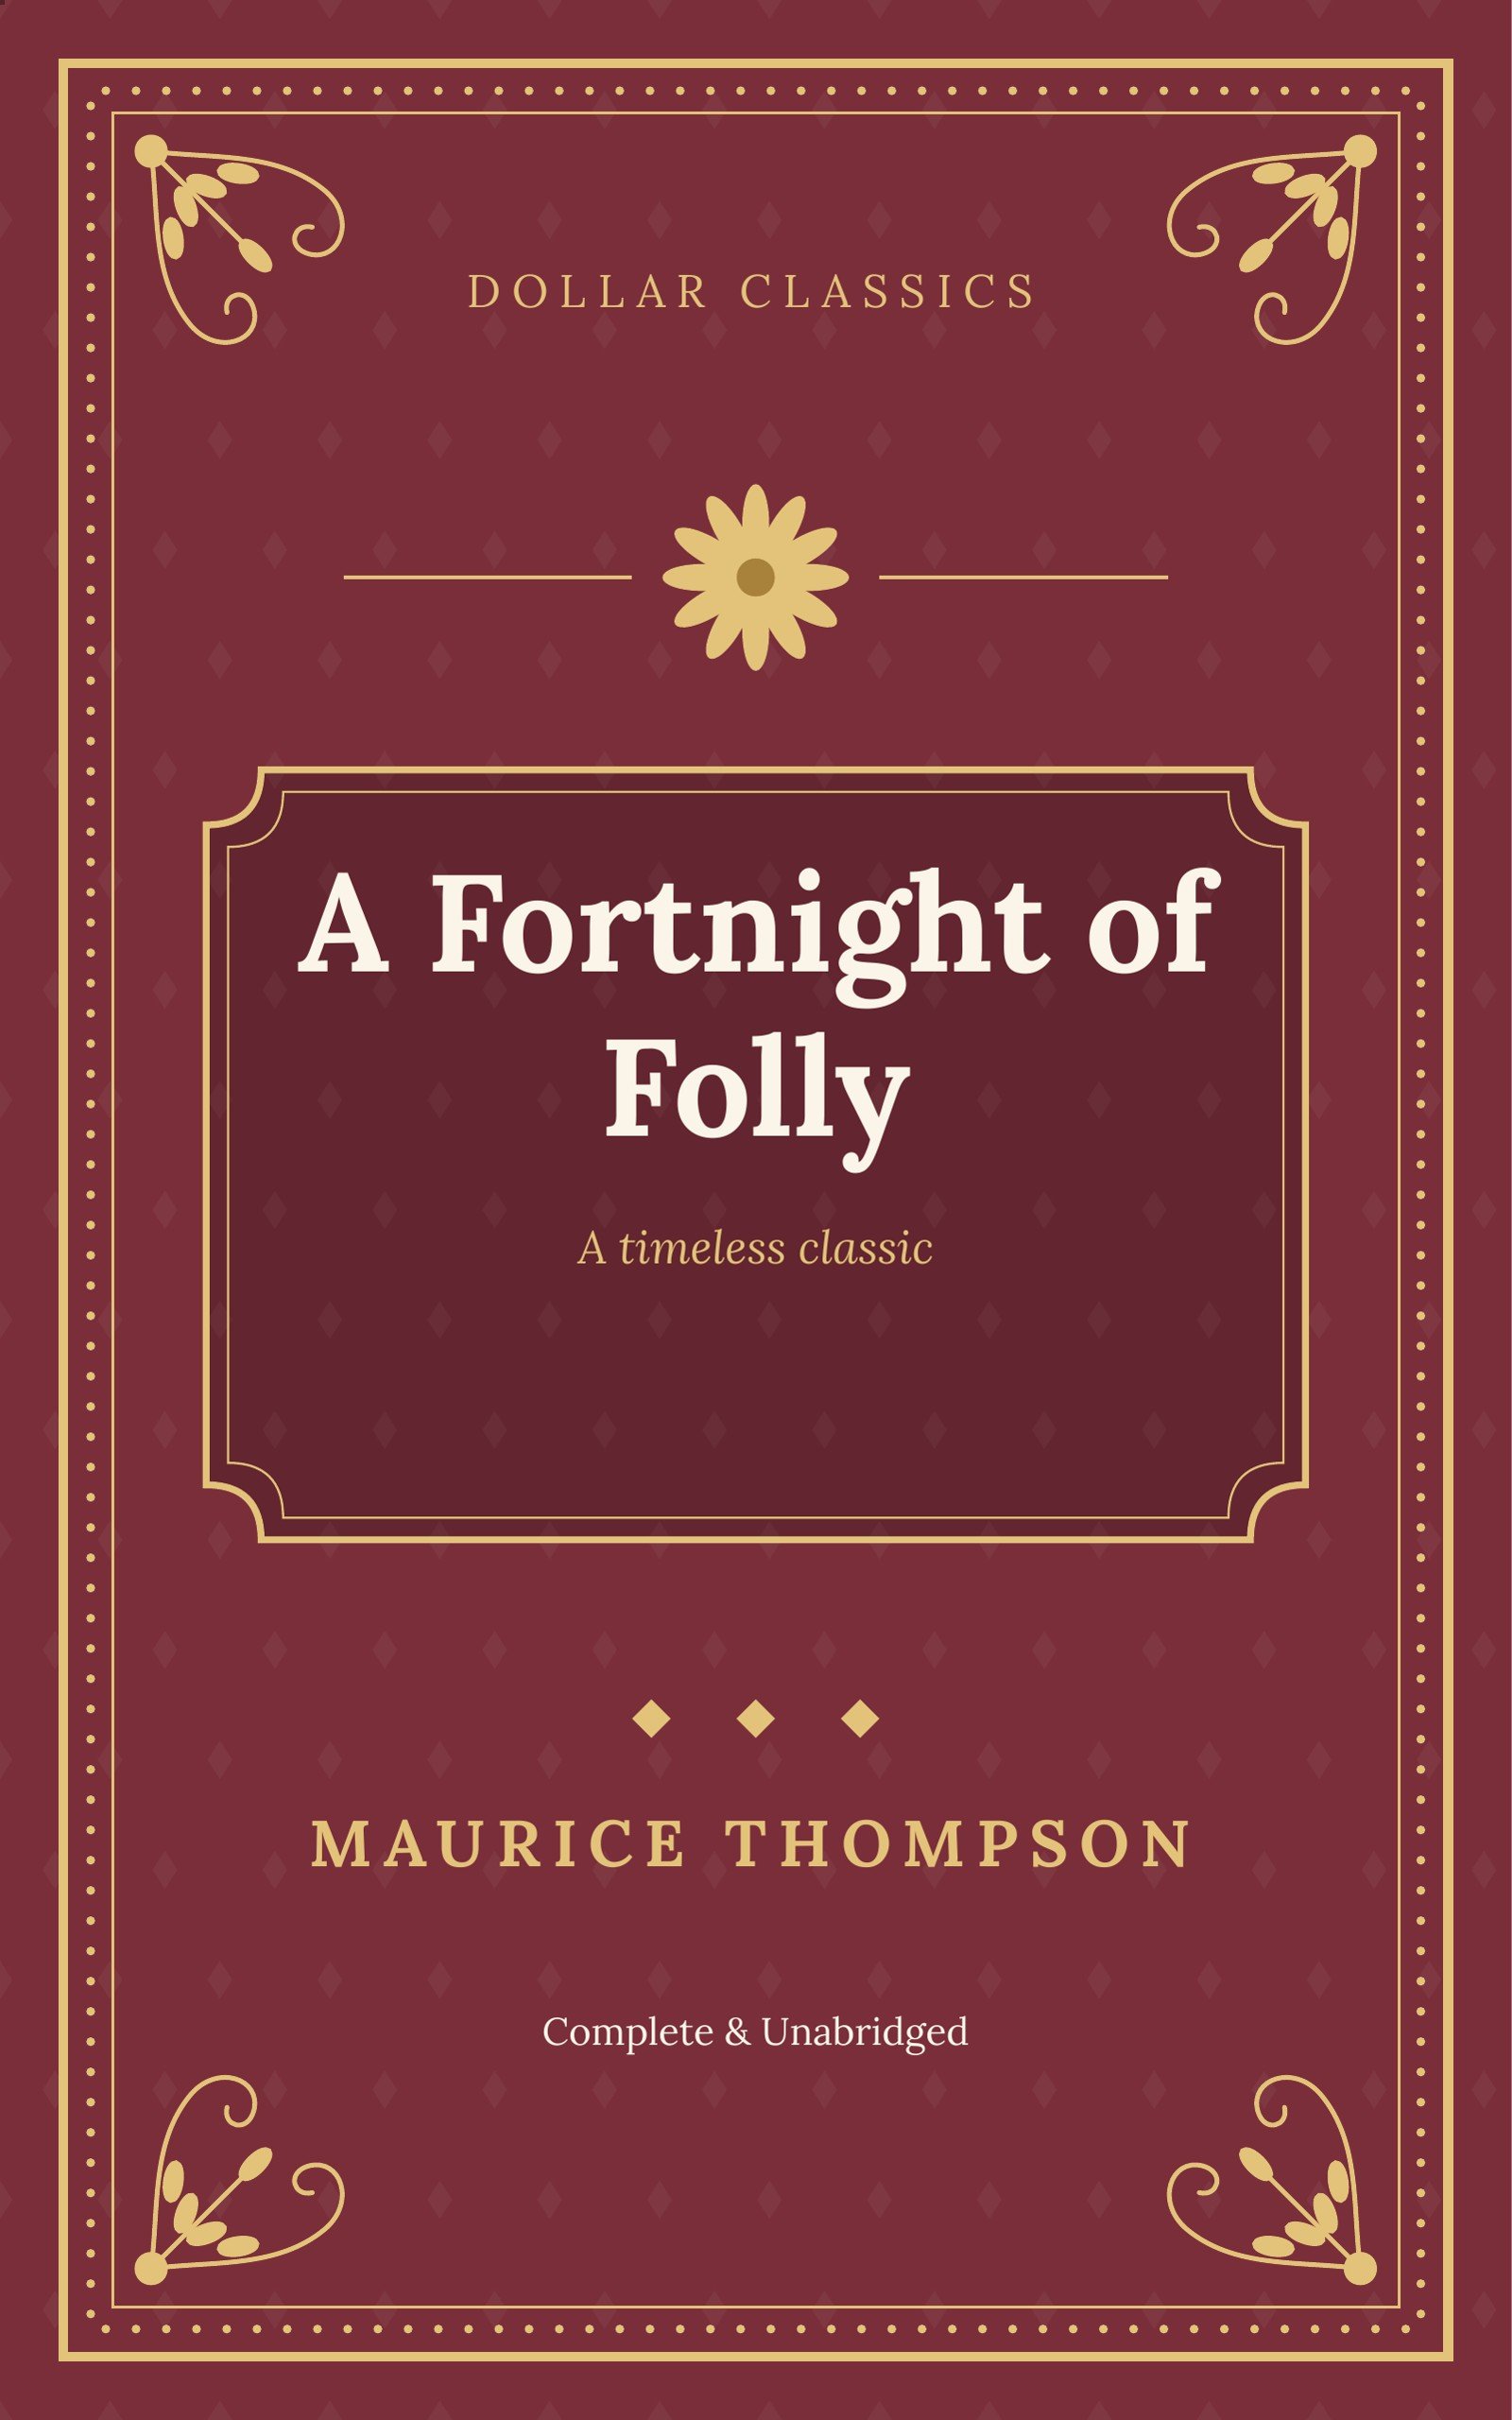 DOLLAR CLASSICS
A Fortnight of
Folly
A timeless classic
MAURICE THOMPSON
Complete & Unabridged